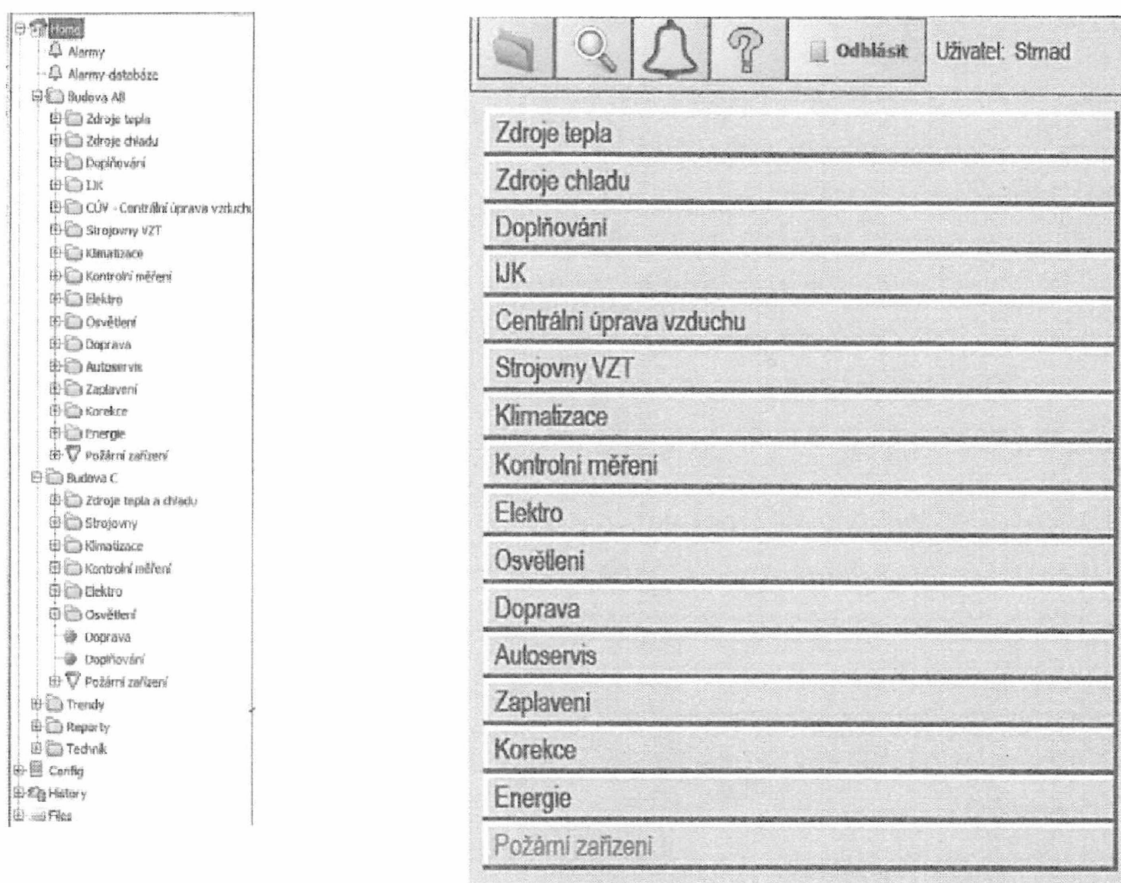 Home
Alarmy
Alarmy-databáze
Budova AB
Zdroje tepla
Zdroje chladu
Doplňování
IJK
CÚV - Centrální úprava vzduchu
Strojovny VZT
Klimatizace
Kontrolní měření
Elektro
Osvětlení
Doprava
Autoservis
Zaplavení
Korekce
Energie
Požární zařízení
Budova C
Zdroje tepla a chladu
Strojovny
Klimatizace
Kontrolní měření
Elektro
Osvětlení
Doprava
Doplňování
Požární zařízení
Trendy
Reporty
Technik
Config
History
Files
Odhlásit Uživatel: Strnad
Zdroje tepla
Zdroje chladu
Doplňování
IJK
Centrální úprava vzduchu
Strojovny VZT
Klimatizace
Kontrolní měření
Elektro
Osvětlení
Doprava
Autoservis
Zaplavení
Korekce
Energie
Požární zařízení